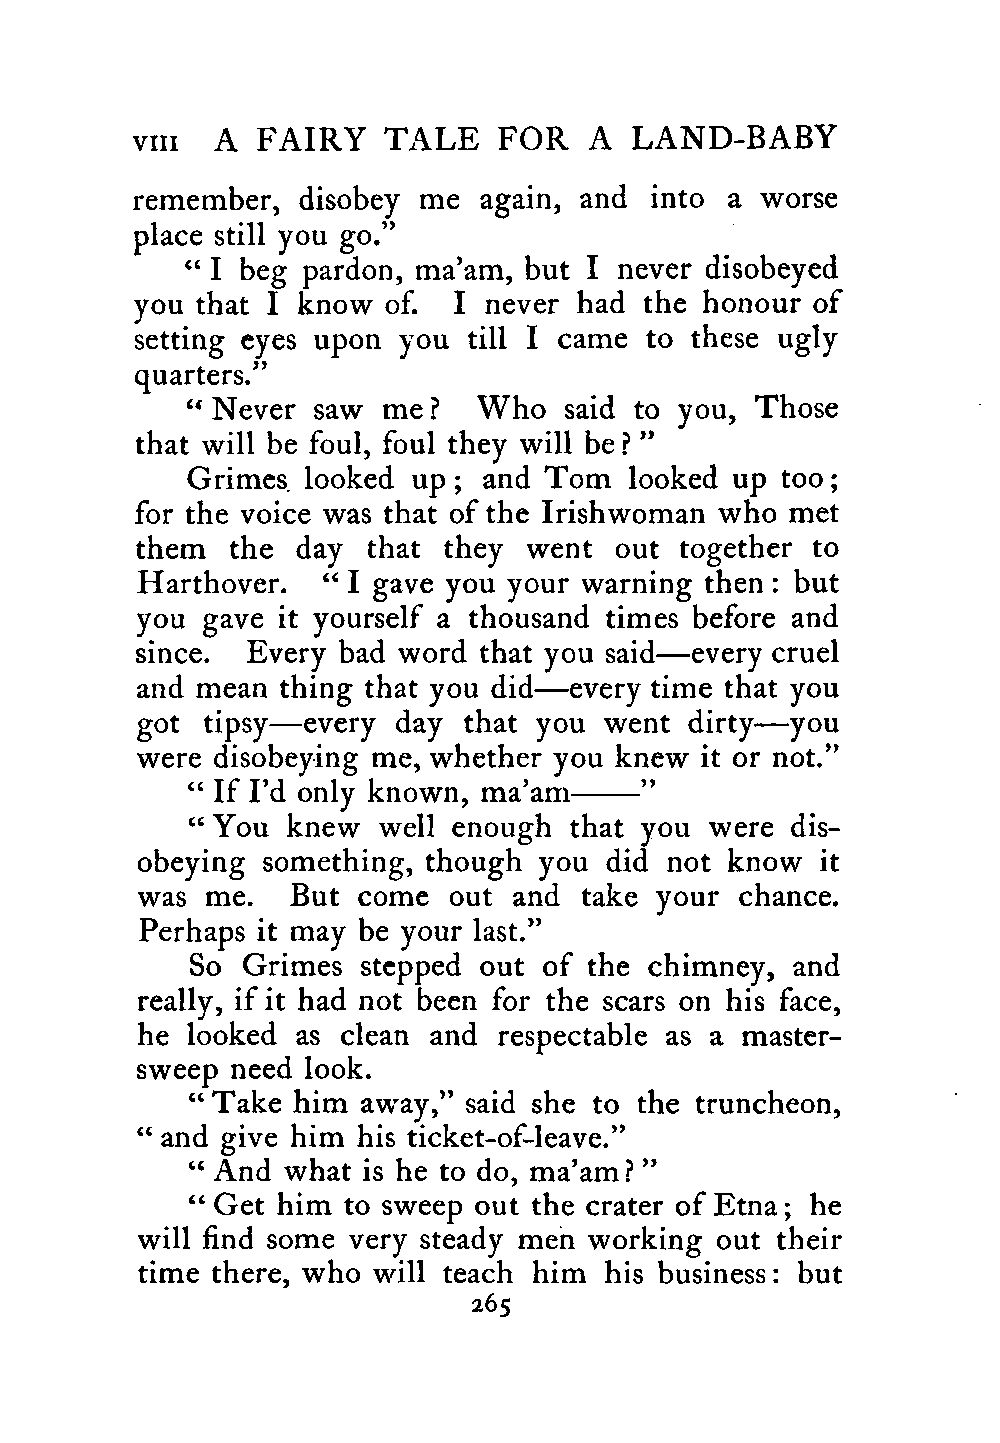 VIII A FAIRY TALE FOR A LAND-BABY
remember, disobey me again, and into a worse
place still you go."
"I beg pardon, ma'am, but I never disobeyed
you that I know of. I never had the honour of
setting eyes upon you till I came to these ugly
quarters."
"Never saw me? Who said to you, Those
that will be foul, foul they will be?"
Grimes looked up; and Tom looked up too;
for the voice was that of the Irishwoman who met
them the day that they went out together to
Harthover. "I gave you your warning then: but
you gave it yourself a thousand times before and
since. Every bad word that you said—every cruel
and mean thing that you did—every time that you
got tipsy—every day that you went dirty—you
were disobeying me, whether you knew it or not."
"If I'd only known, ma'am——"
"You knew well enough that you were dis-
obeying something, though you did not know it
was me. But come out and take your chance.
Perhaps it may be your last."
So Grimes stepped out of the chimney, and
really, if it had not been for the scars on his face,
he looked as clean and respectable as a master-
sweep need look.
"Take him away," said she to the truncheon,
"and give him his ticket-of-leave."
"And what is he to do, ma'am?"
"Get him to sweep out the crater of Etna; he
will find some very steady men working out their
time there, who will teach him his business: but
265